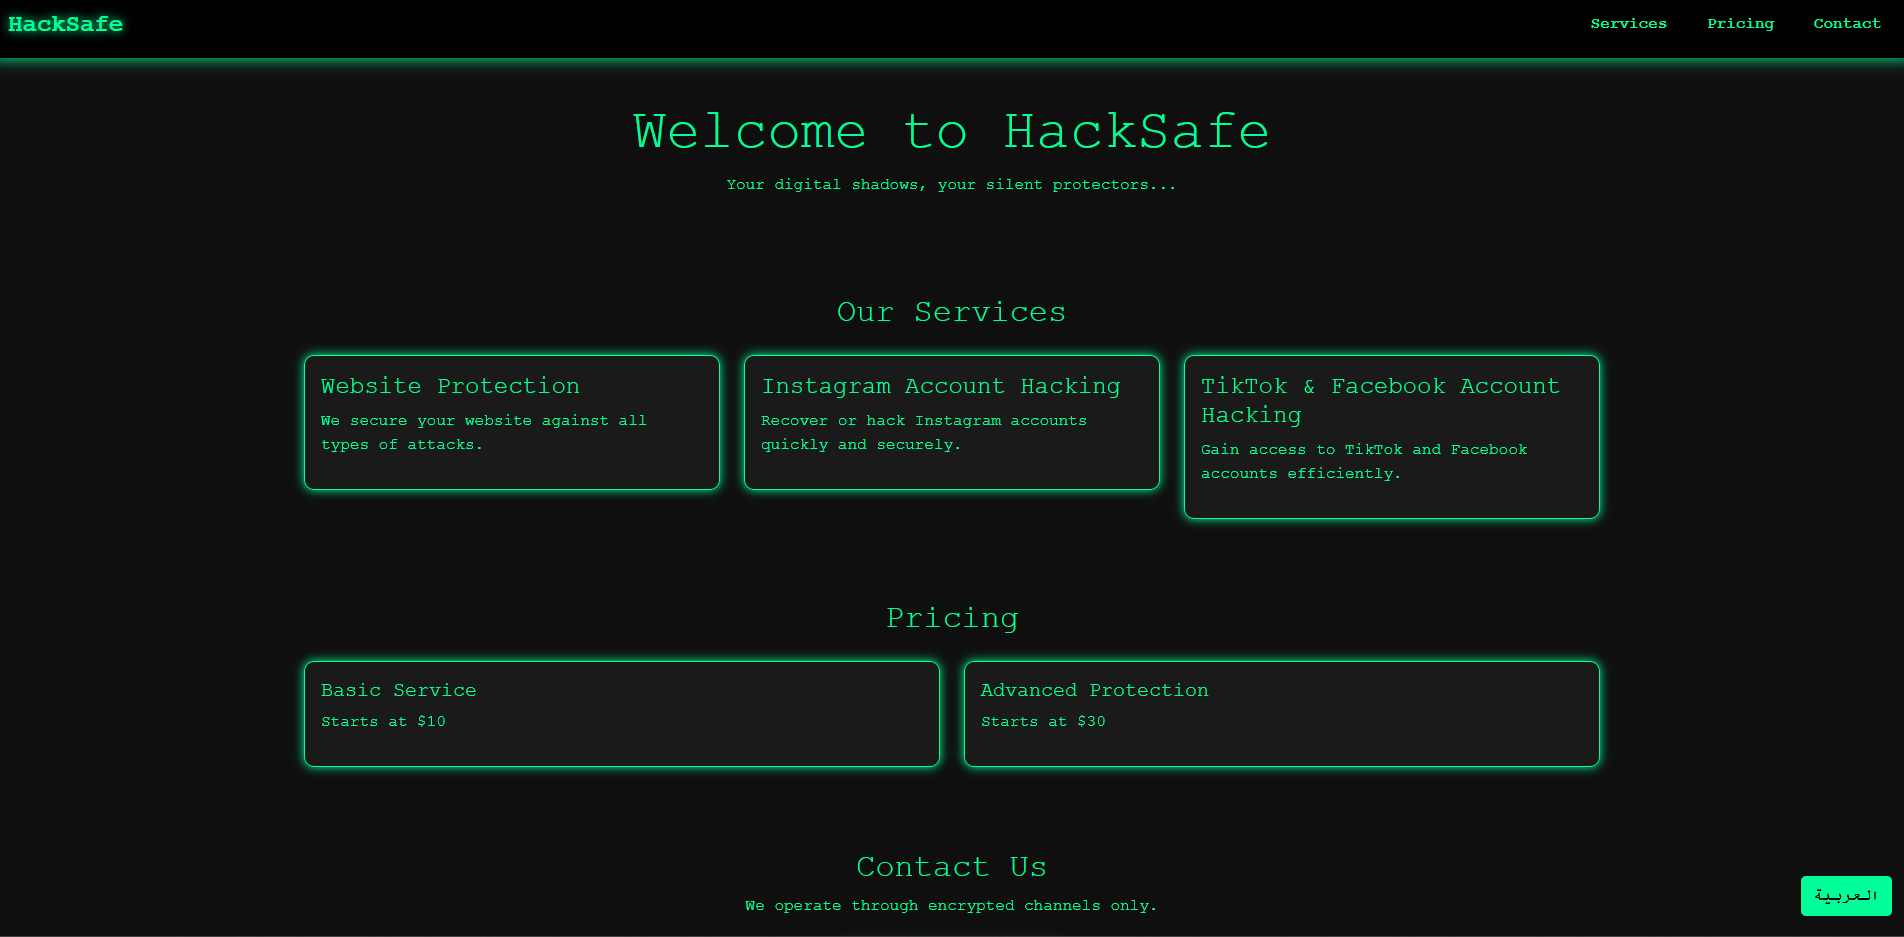 HackSafe
Services
Pricing
Contact
Welcome to HackSafe
Your digital shadows, your silent protectors...
Our Services
Website Protection
We secure your website against all
types of attacks.
Instagram Account Hacking
Recover or hack Instagram accounts
quickly and securely.
TikTok & Facebook Account
Hacking
Gain access to TikTok and Facebook
accounts efficiently.
Pricing
Basic Service
Starts at $10
Advanced Protection
Starts at $30
Contact Us
We operate through encrypted channels only.
العربية